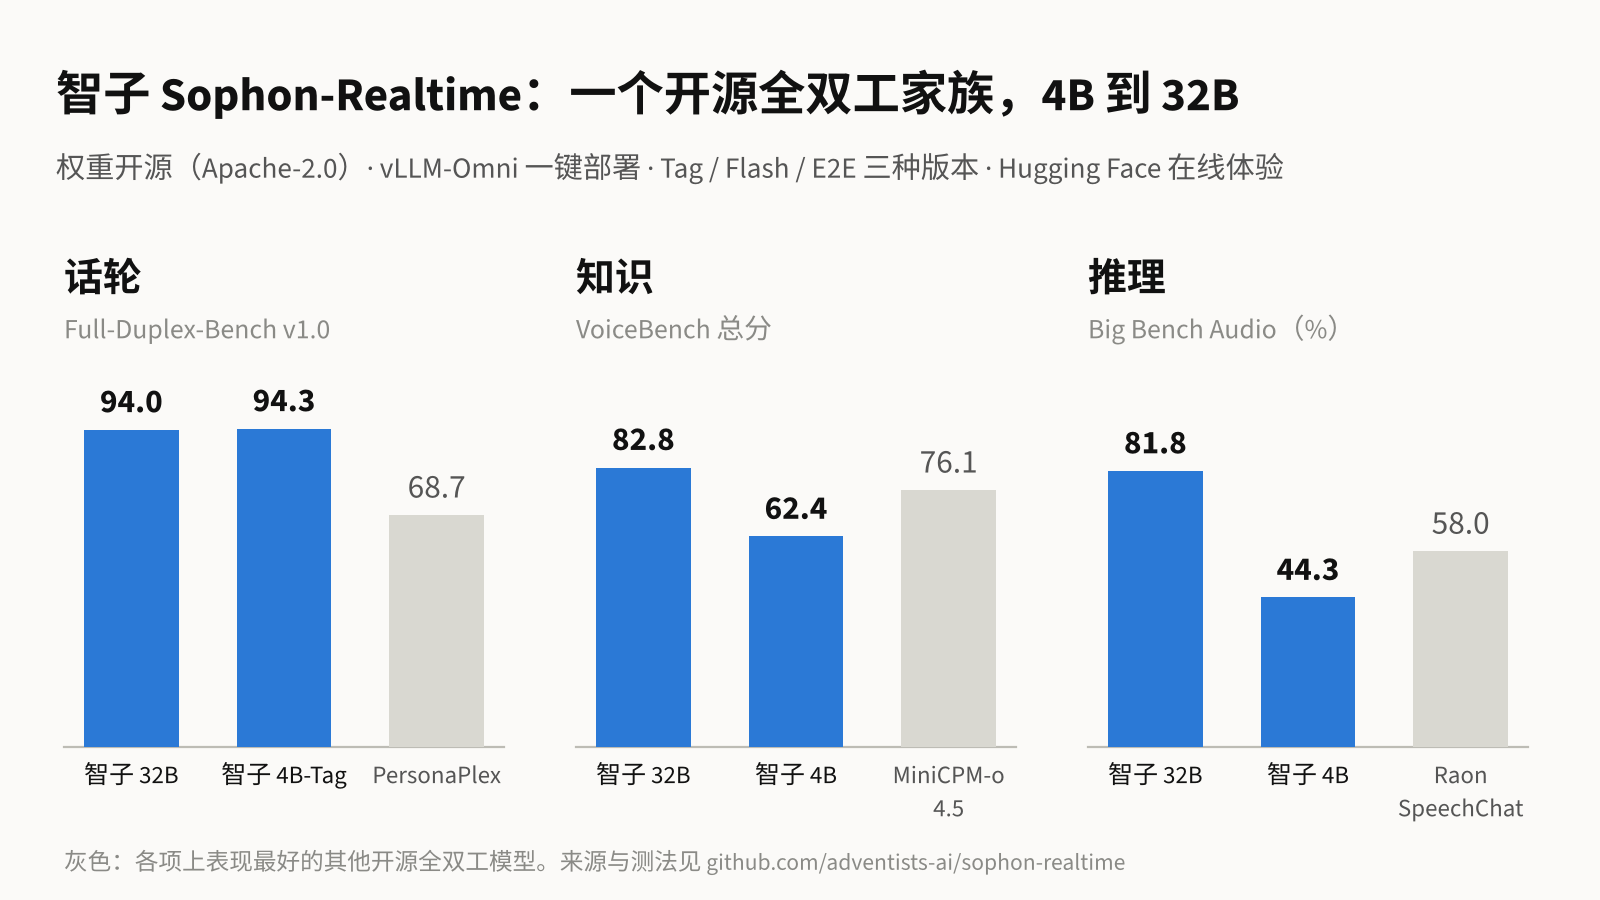 智子 Sophon-Realtime：一个开源全双工家族，4B 到 32B
权重开源（Apache-2.0）· vLLM-Omni 一键部署 · Tag / Flash / E2E 三种版本 · Hugging Face 在线体验
话轮
Full-Duplex-Bench v1.0
94.0
94.3
68.7
智子 32B
智子 4B-Tag
PersonaPlex
知识
VoiceBench 总分
82.8
62.4
76.1
智子 32B
智子 4B
MiniCPM-o
4.5
推理
Big Bench Audio（%）
81.8
44.3
58.0
智子 32B
智子 4B
Raon
SpeechChat
灰色：各项上表现最好的其他开源全双工模型。来源与测法见 github.com/adventists-ai/sophon-realtime